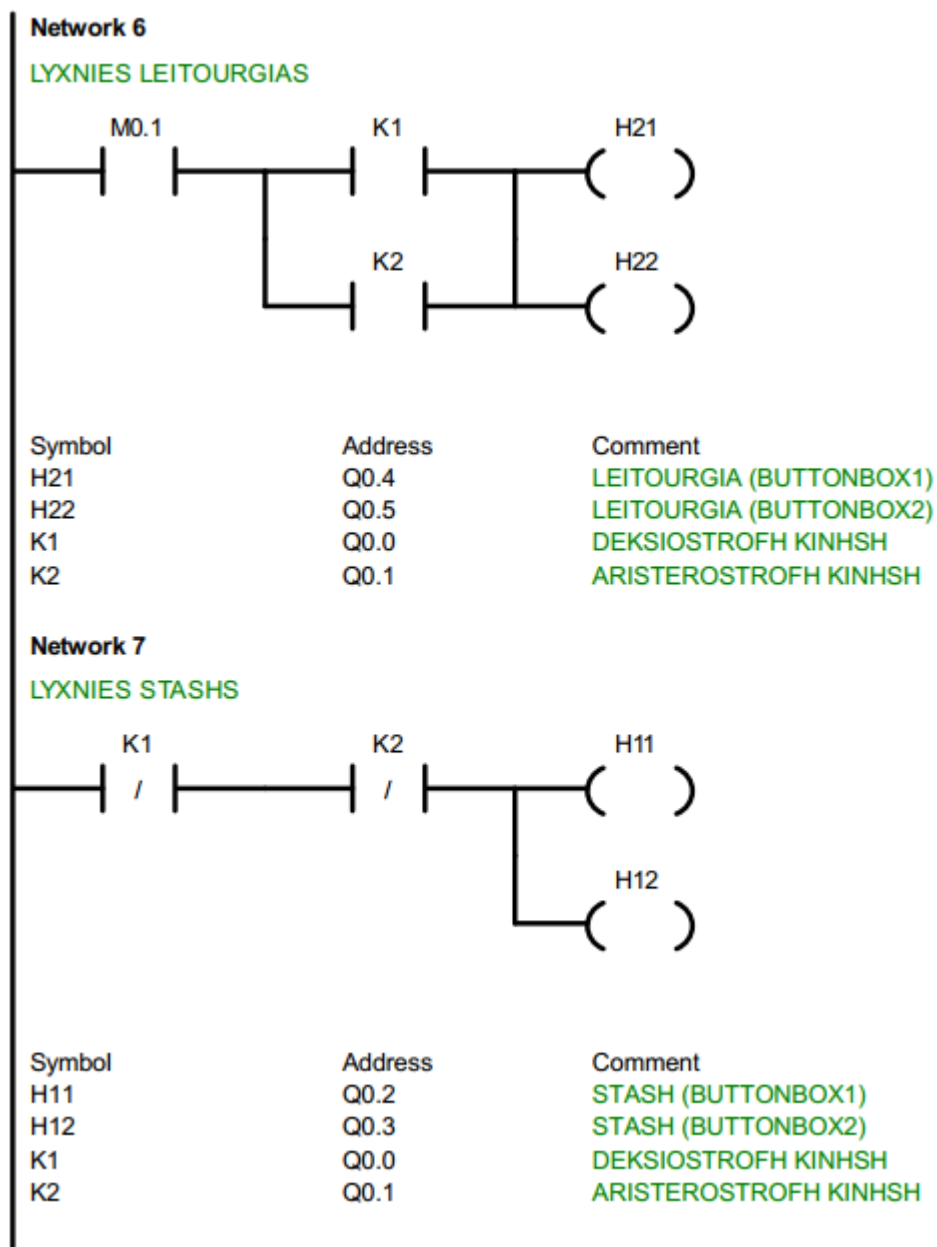 Network 6
LYXNIES LEITOURGIAS
M0.1 K1 H21
K2 H22
Symbol Address Comment
H21 Q0.4 LEITOURGIA (BUTTONBOX1)
H22 Q0.5 LEITOURGIA (BUTTONBOX2)
K1 Q0.0 DEKSIOSTROFH KINHSH
K2 Q0.1 ARISTEROSTROFH KINHSH
Network 7
LYXNIES STASHS
K1 K2 H11
/ /
H12
Symbol Address Comment
H11 Q0.2 STASH (BUTTONBOX1)
H12 Q0.3 STASH (BUTTONBOX2)
K1 Q0.0 DEKSIOSTROFH KINHSH
K2 Q0.1 ARISTEROSTROFH KINHSH